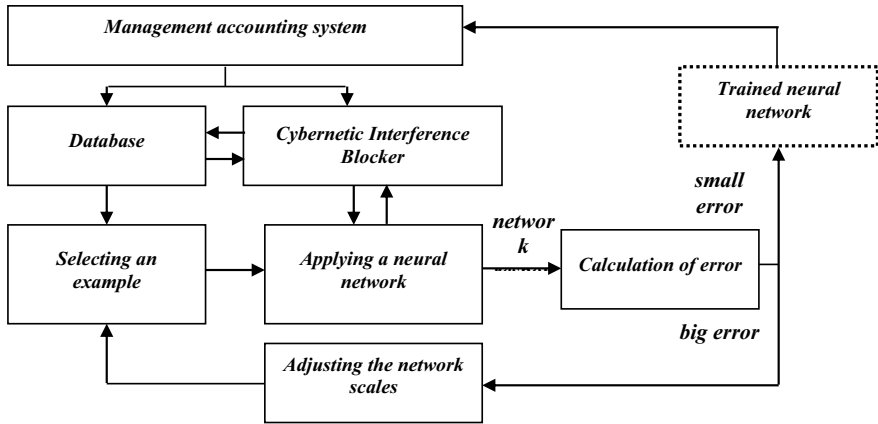 Management accounting system
Trained neural
network
Database
Cybernetic Interference
Blocker
small
error
networ
k
Selecting an
example
Applying a neural
network
Calculation of error
big error
Adjusting the network
scales